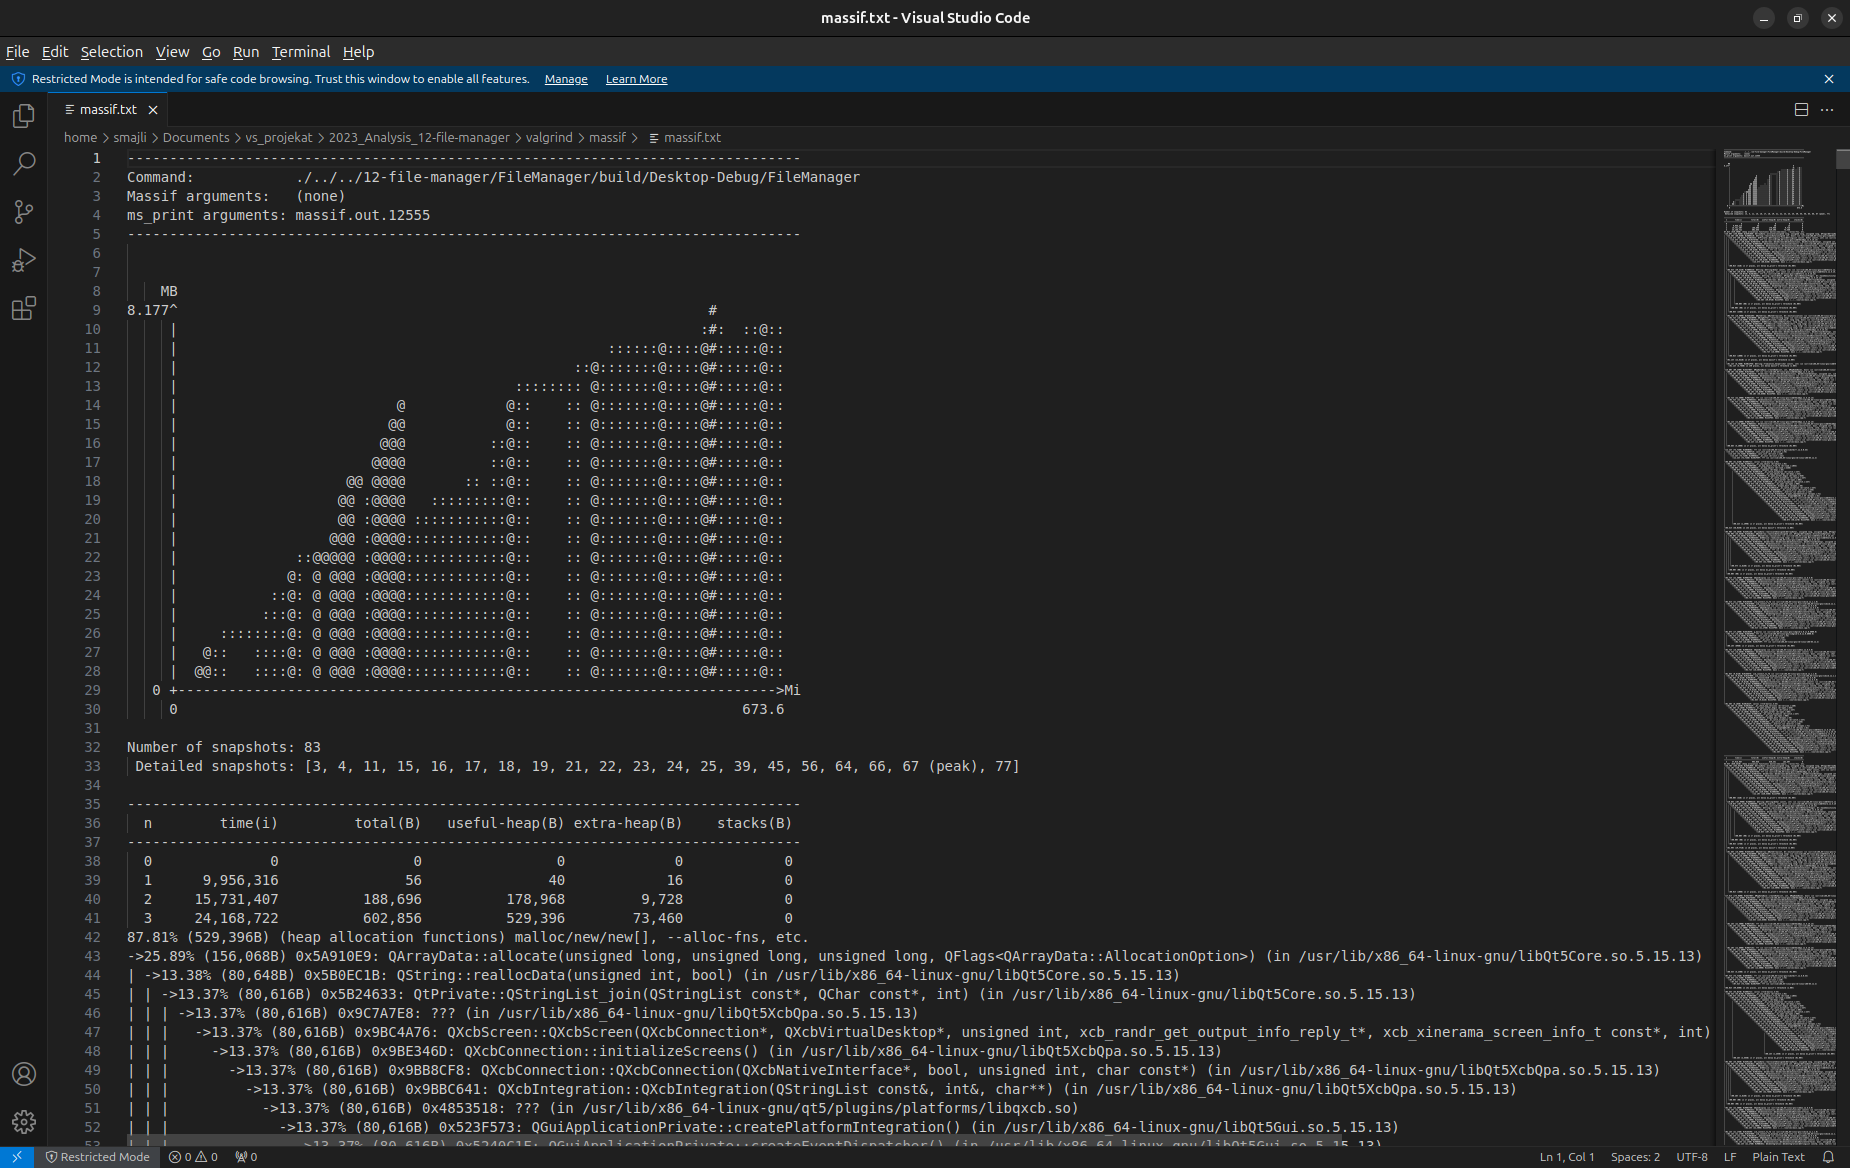 massif.txt - Visual Studio Code
File Edit Selection View Go Run Terminal Help
Restricted Mode is intended for safe code browsing. Trust this window to enable all features. Manage Learn More
massif.txt
home > smajli > Documents > vs_projekat > 2023_Analysis_12-file-manager > valgrind > massif > massif.txt
1 --------------------------------------------------------------------------------
2 Command:            ./../../12-file-manager/FileManager/build/Desktop-Debug/FileManager
3 Massif arguments:   (none)
4 ms_print arguments: massif.out.12555
5 --------------------------------------------------------------------------------
6
7
8     MB
9 8.177^                                                               #
10      |                                                              :#:  ::@::
11      |                                                   ::::::@::::@#:::::@::
12      |                                               ::@:::::::@::::@#:::::@::
13      |                                        :::::::: @:::::::@::::@#:::::@::
14      |                          @            @::    :: @:::::::@::::@#:::::@::
15      |                         @@            @::    :: @:::::::@::::@#:::::@::
16      |                        @@@          ::@::    :: @:::::::@::::@#:::::@::
17      |                       @@@@          ::@::    :: @:::::::@::::@#:::::@::
18      |                    @@ @@@@       :: ::@::    :: @:::::::@::::@#:::::@::
19      |                   @@ :@@@@   :::::::::@::    :: @:::::::@::::@#:::::@::
20      |                   @@ :@@@@ :::::::::::@::    :: @:::::::@::::@#:::::@::
21      |                  @@@ :@@@@::::::::::::@::    :: @:::::::@::::@#:::::@::
22      |              ::@@@@@ :@@@@::::::::::::@::    :: @:::::::@::::@#:::::@::
23      |             @: @ @@@ :@@@@::::::::::::@::    :: @:::::::@::::@#:::::@::
24      |           ::@: @ @@@ :@@@@::::::::::::@::    :: @:::::::@::::@#:::::@::
25      |          :::@: @ @@@ :@@@@::::::::::::@::    :: @:::::::@::::@#:::::@::
26      |     ::::::::@: @ @@@ :@@@@::::::::::::@::    :: @:::::::@::::@#:::::@::
27      |   @::   ::::@: @ @@@ :@@@@::::::::::::@::    :: @:::::::@::::@#:::::@::
28      |  @@::   ::::@: @ @@@ :@@@@::::::::::::@::    :: @:::::::@::::@#:::::@::
29    0 +----------------------------------------------------------------------->Mi
30      0                                                                   673.6
31
32 Number of snapshots: 83
33  Detailed snapshots: [3, 4, 11, 15, 16, 17, 18, 19, 21, 22, 23, 24, 25, 39, 45, 56, 64, 66, 67 (peak), 77]
34
35 --------------------------------------------------------------------------------
36   n        time(i)         total(B)   useful-heap(B) extra-heap(B)    stacks(B)
37 --------------------------------------------------------------------------------
38   0              0                0                0             0            0
39   1      9,956,316               56               40            16            0
40   2     15,731,407          188,696          178,968         9,728            0
41   3     24,168,722          602,856          529,396        73,460            0
42 87.81% (529,396B) (heap allocation functions) malloc/new/new[], --alloc-fns, etc.
43 ->25.89% (156,068B) 0x5A910E9: QArrayData::allocate(unsigned long, unsigned long, unsigned long, QFlags<QArrayData::AllocationOption>) (in /usr/lib/x86_64-linux-gnu/libQt5Core.so.5.15.13)
44 | ->13.38% (80,648B) 0x5B0EC1B: QString::reallocData(unsigned int, bool) (in /usr/lib/x86_64-linux-gnu/libQt5Core.so.5.15.13)
45 | | ->13.37% (80,616B) 0x5B24633: QtPrivate::QStringList_join(QStringList const*, QChar const*, int) (in /usr/lib/x86_64-linux-gnu/libQt5Core.so.5.15.13)
46 | | | ->13.37% (80,616B) 0x9C7A7E8: ??? (in /usr/lib/x86_64-linux-gnu/libQt5XcbQpa.so.5.15.13)
47 | | |   ->13.37% (80,616B) 0x9BC4A76: QXcbScreen::QXcbScreen(QXcbConnection*, QXcbVirtualDesktop*, unsigned int, xcb_randr_get_output_info_reply_t*, xcb_xinerama_screen_info_t const*, int)
48 | | |     ->13.37% (80,616B) 0x9BE346D: QXcbConnection::initializeScreens() (in /usr/lib/x86_64-linux-gnu/libQt5XcbQpa.so.5.15.13)
49 | | |       ->13.37% (80,616B) 0x9BB8CF8: QXcbConnection::QXcbConnection(QXcbNativeInterface*, bool, unsigned int, char const*) (in /usr/lib/x86_64-linux-gnu/libQt5XcbQpa.so.5.15.13)
50 | | |         ->13.37% (80,616B) 0x9BBC641: QXcbIntegration::QXcbIntegration(QStringList const&, int&, char**) (in /usr/lib/x86_64-linux-gnu/libQt5XcbQpa.so.5.15.13)
51 | | |           ->13.37% (80,616B) 0x4853518: ??? (in /usr/lib/x86_64-linux-gnu/qt5/plugins/platforms/libqxcb.so)
52 | | |             ->13.37% (80,616B) 0x523F573: QGuiApplicationPrivate::createPlatformIntegration() (in /usr/lib/x86_64-linux-gnu/libQt5Gui.so.5.15.13)
53 | | |               ->13.37% (80,616B) 0x5240C1F: QGuiApplicationPrivate::createEventDispatcher() (in /usr/lib/x86_64-linux-gnu/libQt5Gui.so.5.15.13)
Restricted Mode 0 0 0 Ln 1, Col 1 Spaces: 2 UTF-8 LF Plain Text